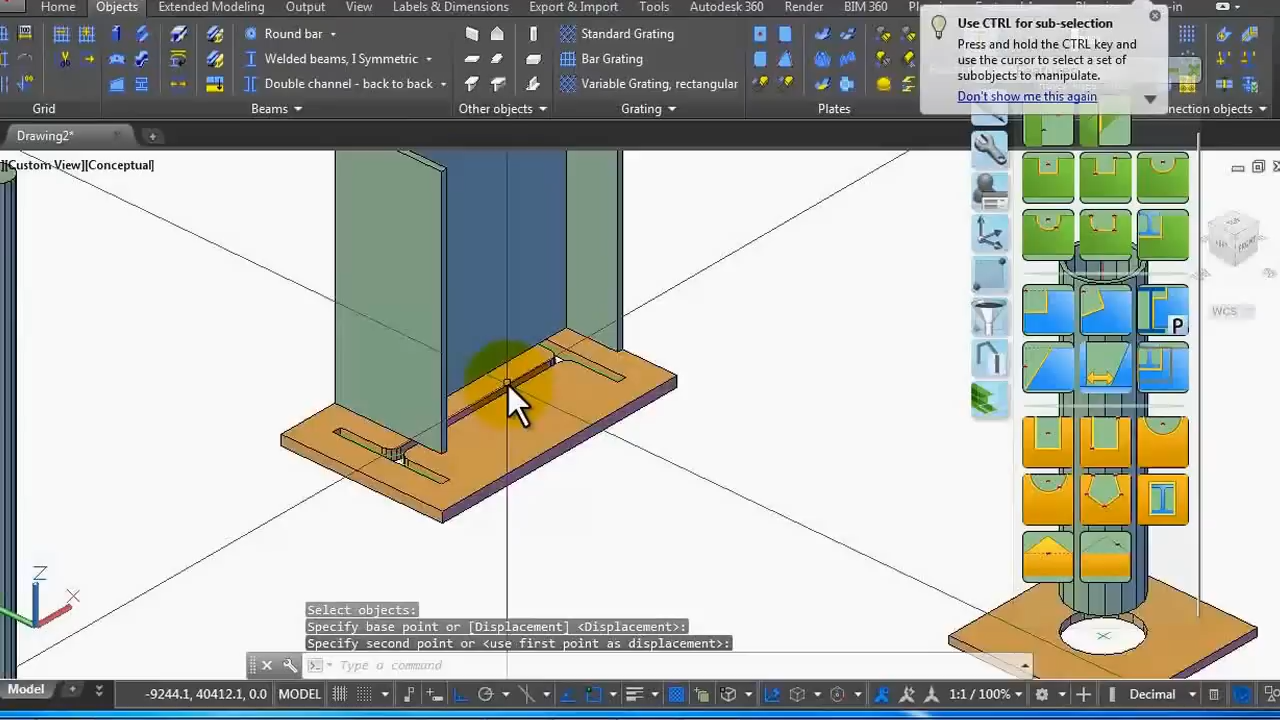 Home Objects Extended Modeling Output View Labels & Dimensions Export & Import Render BIM 360
Round bar
Welded beams, I Symmetric
Double channel - back to back
Standard Grating
Bar Grating
Variable Grating, rectangular
Grid Beams Other objects Grating Plates
Use CTRL for sub-selection
Press and hold the CTRL key and
use the cursor to select a set of
subobjects to manipulate.
Don't show me this again
nection objects
Drawing2*
][Custom View][Conceptual]
TOP
FRONT
WCS
P
Z
X
Select objects:
Specify base point or [Displacement] <Displacement>:
Specify second point or <use first point as displacement>:
Type a command
Model
-9244.1, 40412.1, 0.0 MODEL 1:1 / 100% Decimal